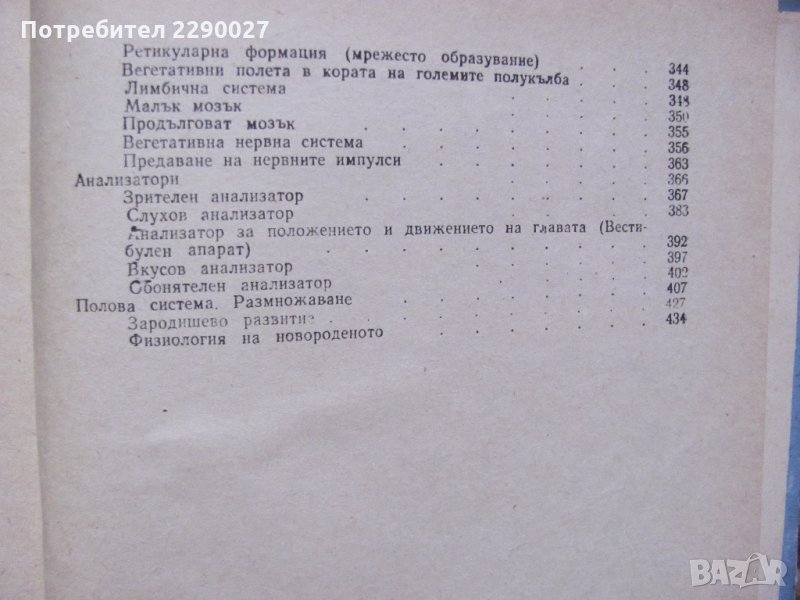 Потребител 2290027
Ретикуларна формация (мрежесто образувание) . . . 344
Вегетативни полета в кората на големите полукълба . . . 348
Лимбична система . . . 348
Малък мозък . . . 350
Продълговат мозък . . . 355
Вегетативна нервна система . . . 356
Предаване на нервните импулси . . . 363
Анализатори . . . 366
Зрителен анализатор . . . 367
Слухов анализатор . . . 383
Анализатор за положението и движението на главата (Вести-
булен апарат) . . . 392
Вкусов анализатор . . . 397
Сбонятелен анализатор . . . 402
Полова система. Размножаване . . . 407
Зародишево развитие . . . 427
Физиология на новороденото . . . 434
BAZAR